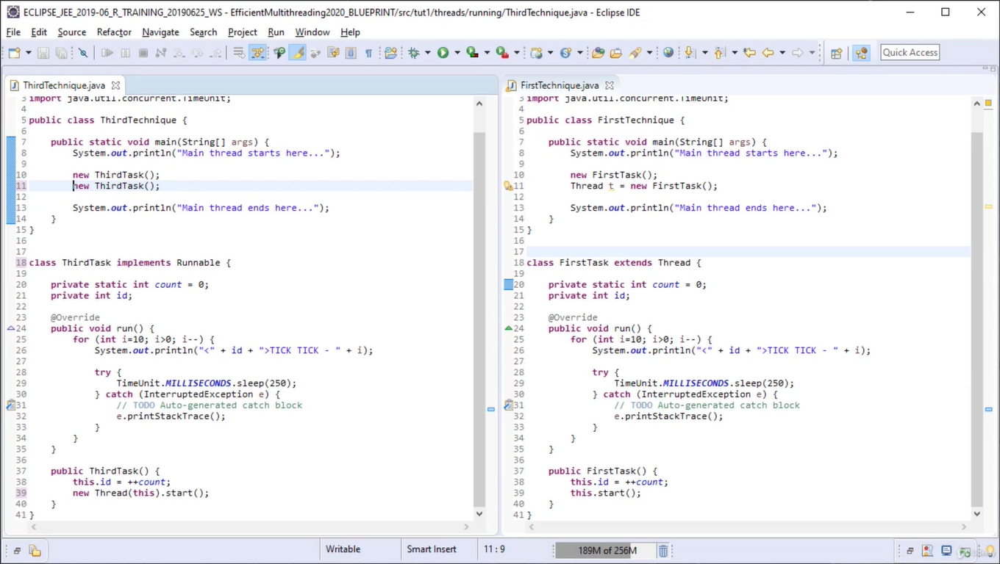 ECLIPSE_JEE_2019-06_R_TRAINING_20190625_WS - EfficientMultithreading2020_BLUEPRINT/src/tut1/threads/running/ThirdTechnique.java - Eclipse IDE
File Edit Source Refactor Navigate Search Project Run Window Help
Quick Access
ThirdTechnique.java
3 import java.util.concurrent.TimeUnit;
4
5 public class ThirdTechnique {
6
7     public static void main(String[] args) {
8         System.out.println("Main thread starts here...");
9
10         new ThirdTask();
11         new ThirdTask();
12
13         System.out.println("Main thread ends here...");
14     }
15 }
16
17
18 class ThirdTask implements Runnable {
19
20     private static int count = 0;
21     private int id;
22
23     @Override
24     public void run() {
25         for (int i=10; i>0; i--) {
26             System.out.println("<" + id + ">TICK TICK - " + i);
27
28             try {
29                 TimeUnit.MILLISECONDS.sleep(250);
30             } catch (InterruptedException e) {
31                 // TODO Auto-generated catch block
32                 e.printStackTrace();
33             }
34         }
35     }
36
37     public ThirdTask() {
38         this.id = ++count;
39         new Thread(this).start();
40     }
41 }
FirstTechnique.java
3 import java.util.concurrent.TimeUnit;
4
5 public class FirstTechnique {
6
7     public static void main(String[] args) {
8         System.out.println("Main thread starts here...");
9
10         new FirstTask();
11         Thread t = new FirstTask();
12
13         System.out.println("Main thread ends here...");
14     }
15 }
16
17
18 class FirstTask extends Thread {
19
20     private static int count = 0;
21     private int id;
22
23     @Override
24     public void run() {
25         for (int i=10; i>0; i--) {
26             System.out.println("<" + id + ">TICK TICK - " + i);
27
28             try {
29                 TimeUnit.MILLISECONDS.sleep(250);
30             } catch (InterruptedException e) {
31                 // TODO Auto-generated catch block
32                 e.printStackTrace();
33             }
34         }
35     }
36
37     public FirstTask() {
38         this.id = ++count;
39         this.start();
40     }
41 }
Writable Smart Insert 11 : 9 189M of 256M